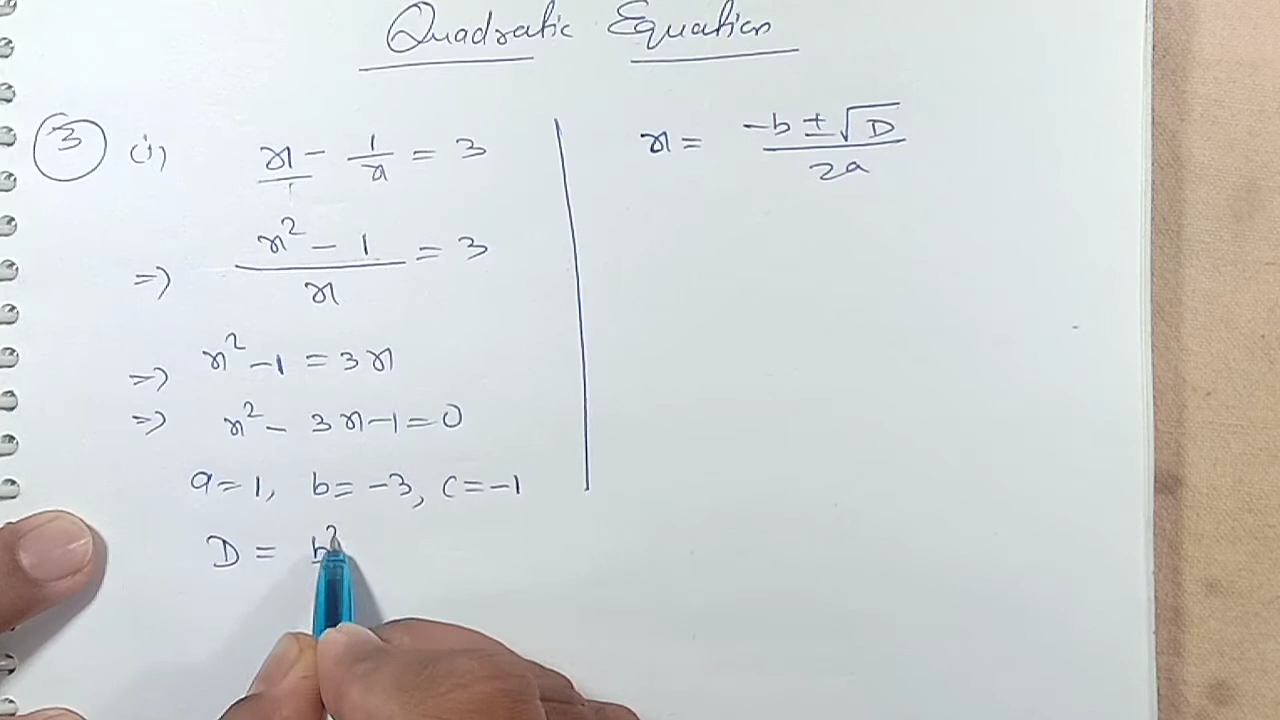 Quadratic Equation
3 (i) x/1 - 1/x = 3
=> x² - 1 / x = 3
=> x² - 1 = 3x
=> x² - 3x - 1 = 0
a = 1, b = -3, c = -1
D = b²
x = -b ± √D / 2a